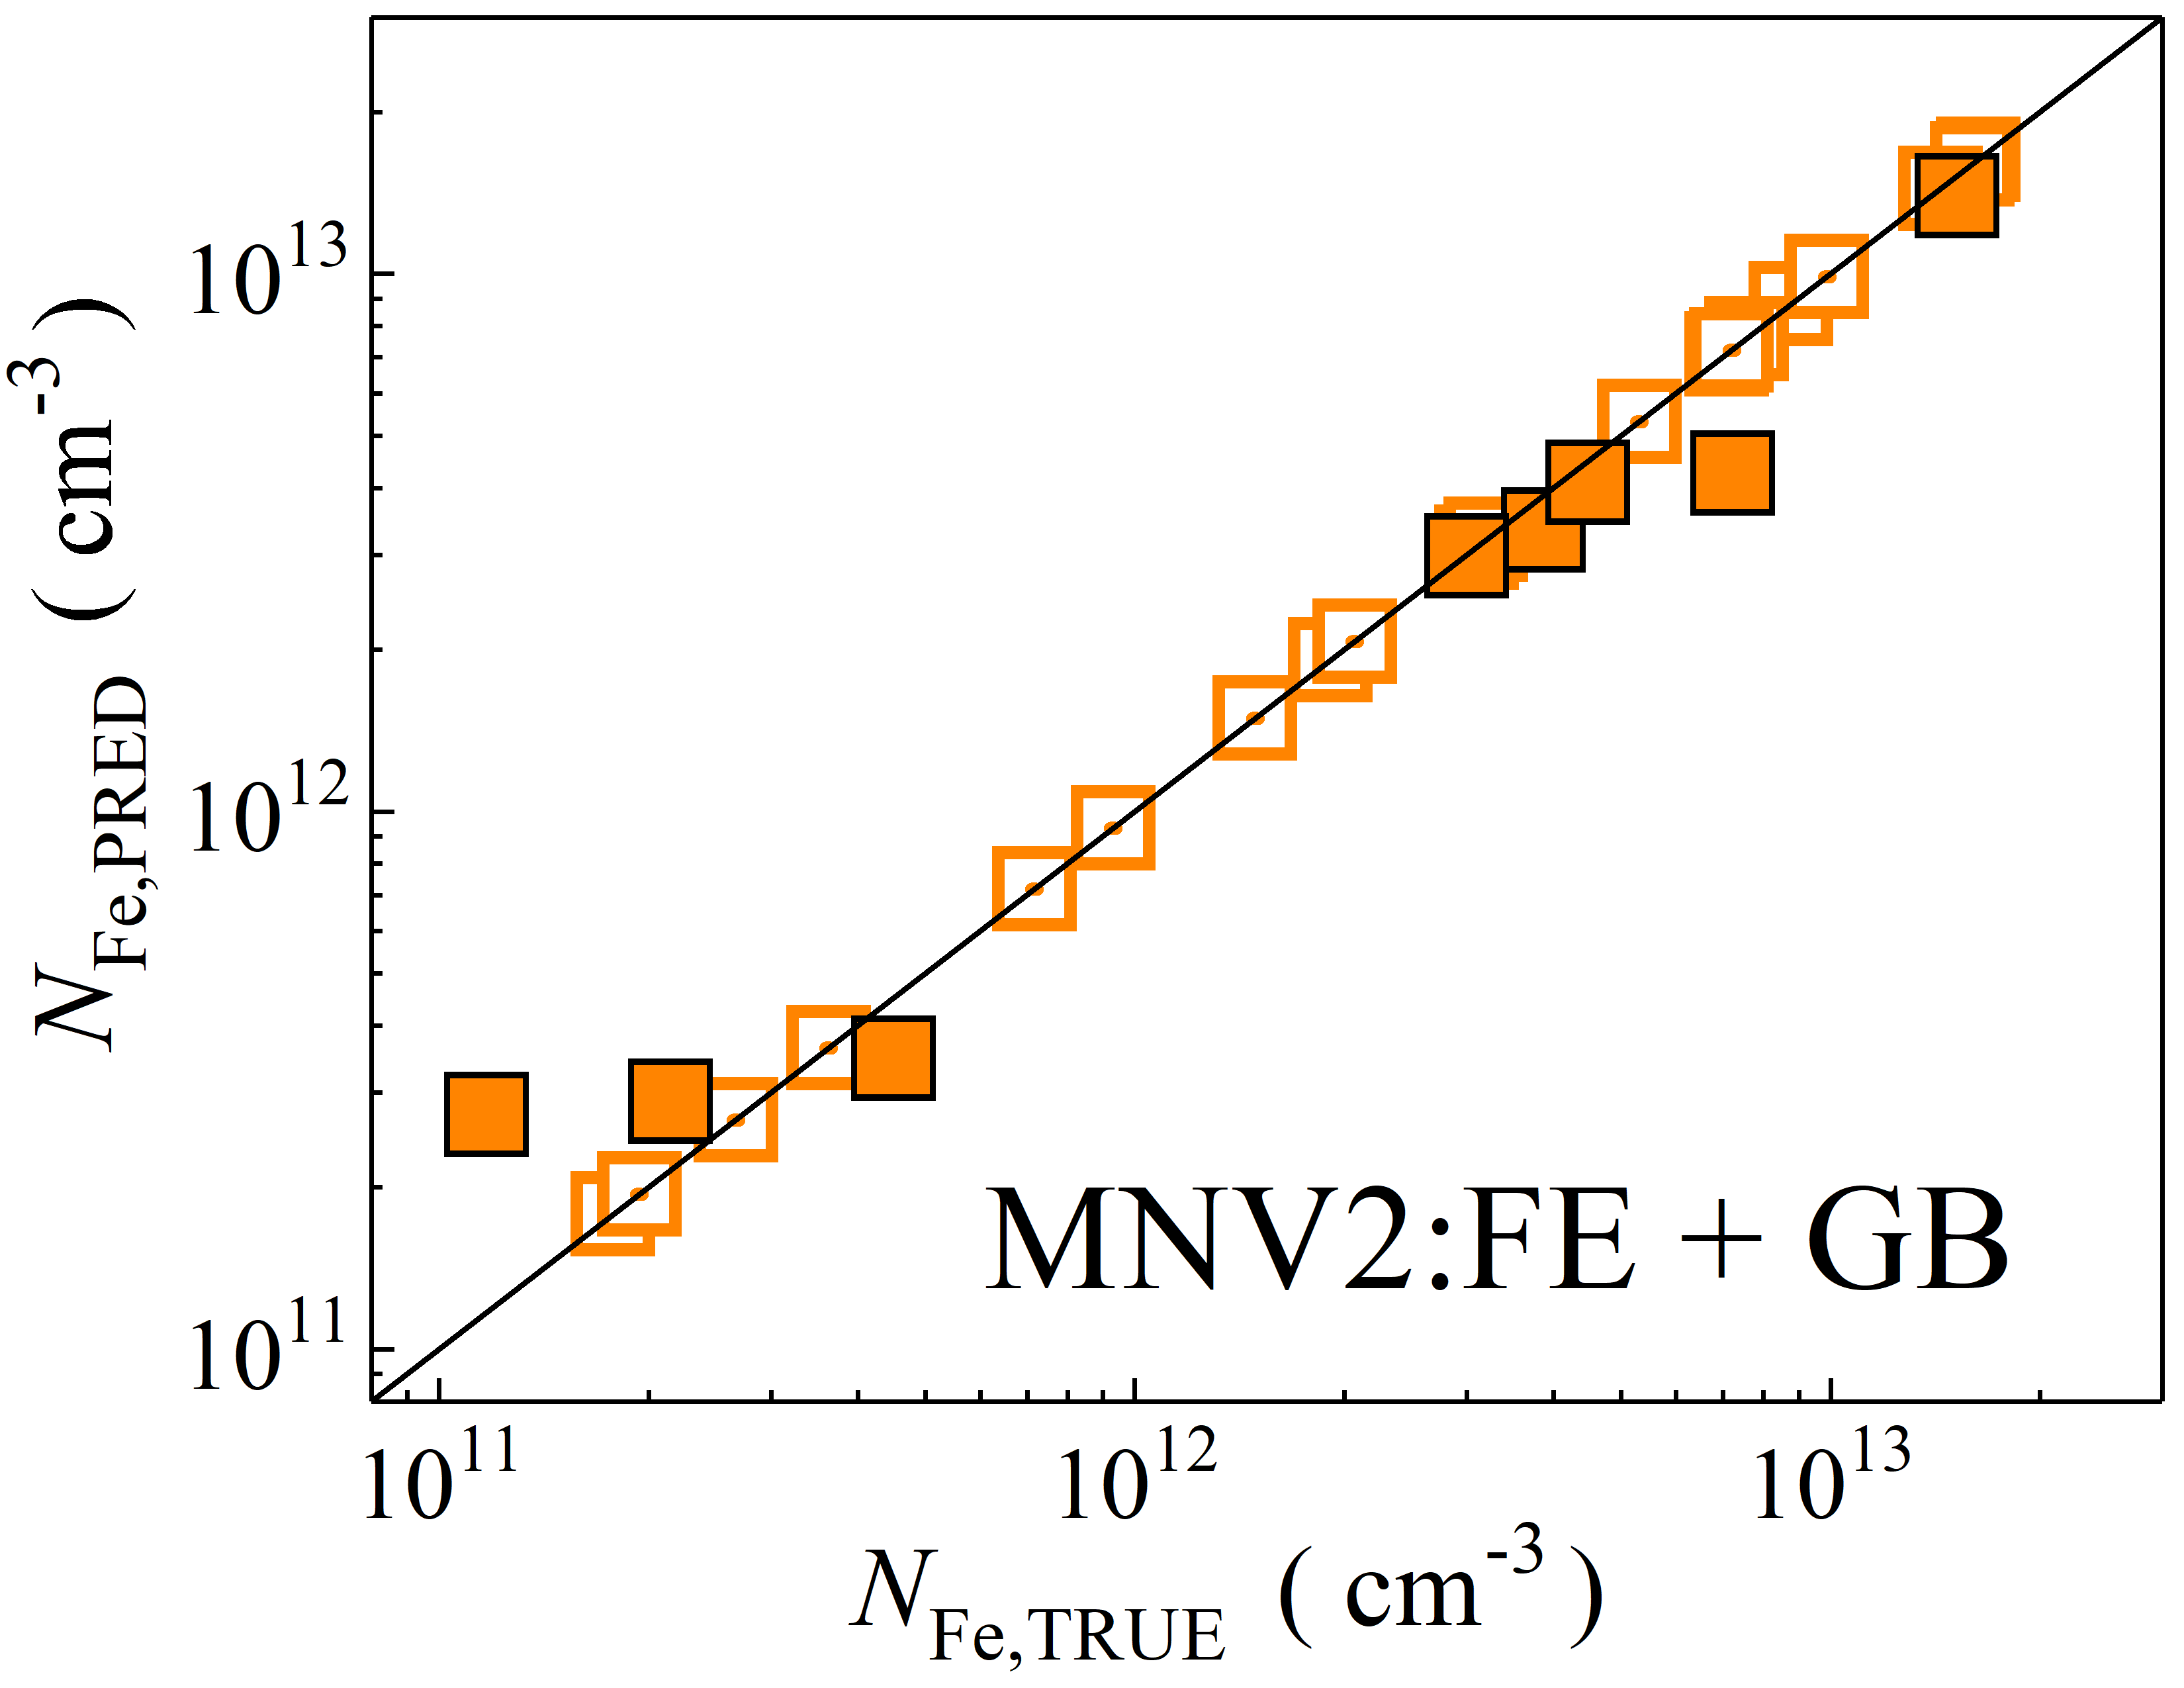 N_Fe,PRED ( cm^-3 )
10^13
10^12
10^11
MNV2:FE + GB
10^11 10^12 10^13
N_Fe,TRUE ( cm^-3 )